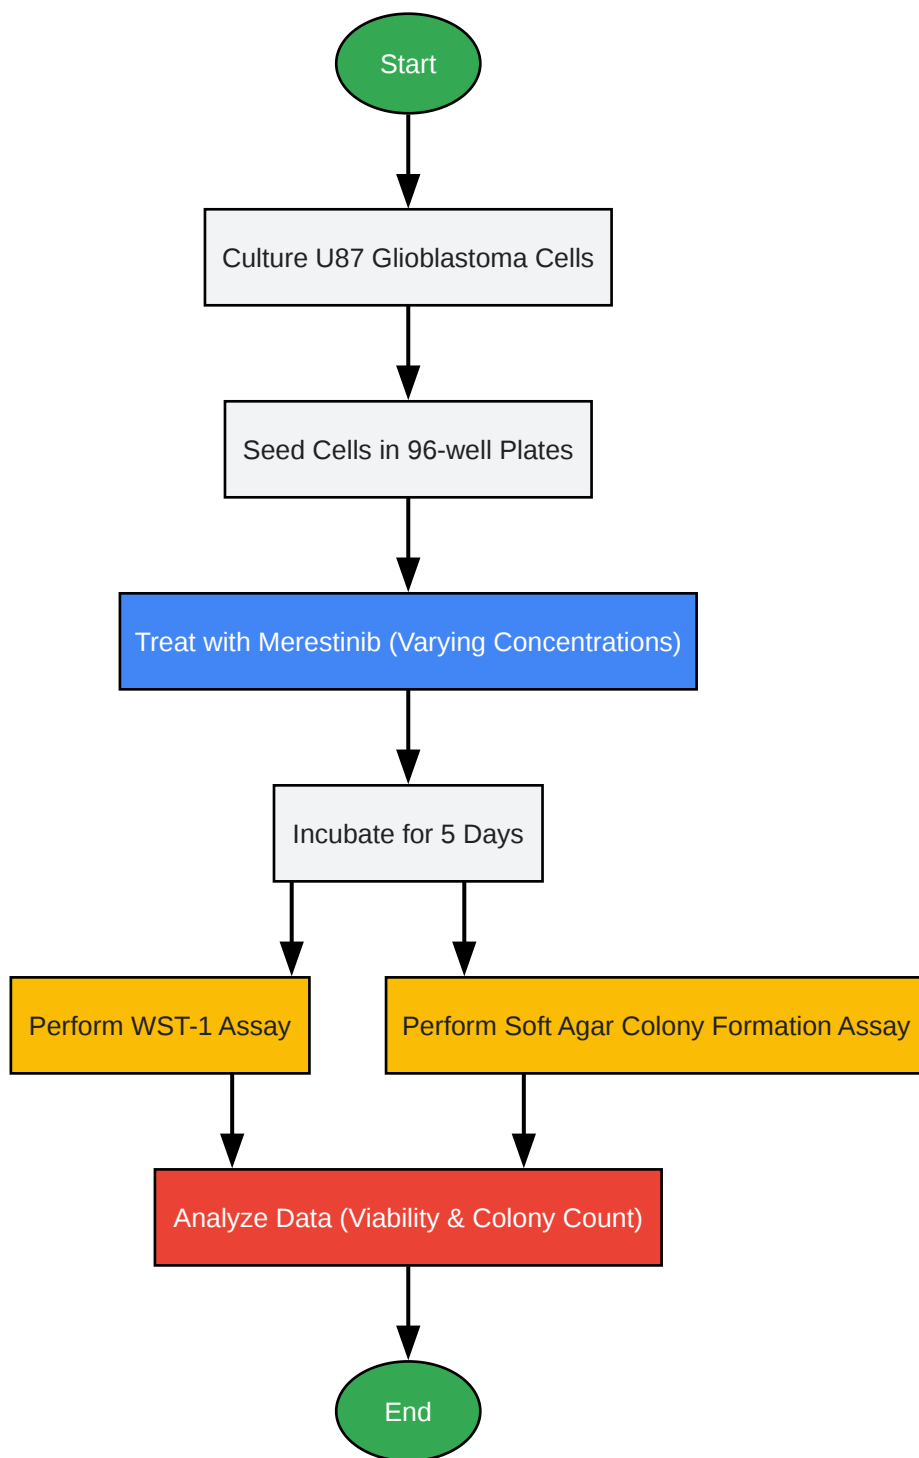 Start
Culture U87 Glioblastoma Cells
Seed Cells in 96-well Plates
Treat with Merestinib (Varying Concentrations)
Incubate for 5 Days
Perform WST-1 Assay
Perform Soft Agar Colony Formation Assay
Analyze Data (Viability & Colony Count)
End